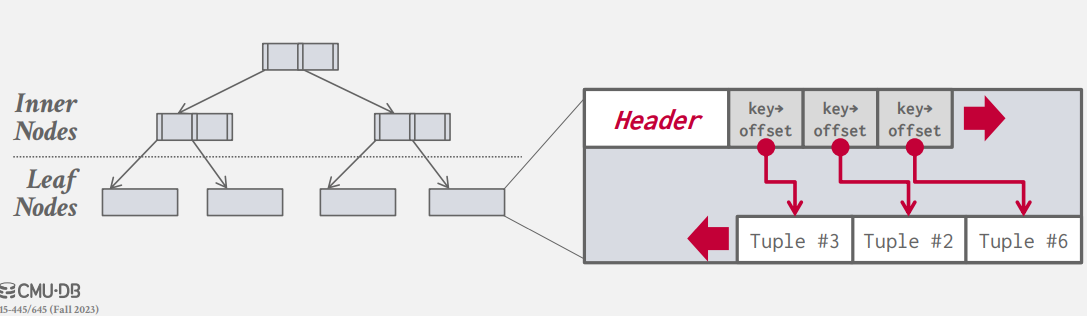 Inner
Nodes
Leaf
Nodes
Header
key→
offset
key→
offset
key→
offset
Tuple #3
Tuple #2
Tuple #6
CMU·DB
15-445/645 (Fall 2023)